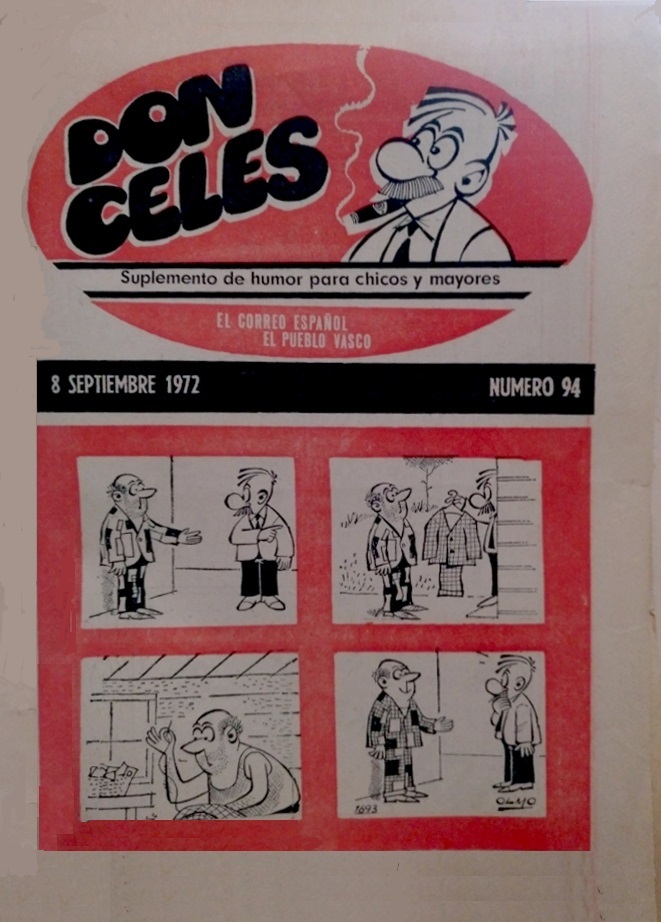 DON
CELES
Suplemento de humor para chicos y mayores
EL CORREO ESPAÑOL
EL PUEBLO VASCO
8 SEPTIEMBRE 1972 NUMERO 94
1693
OLMO